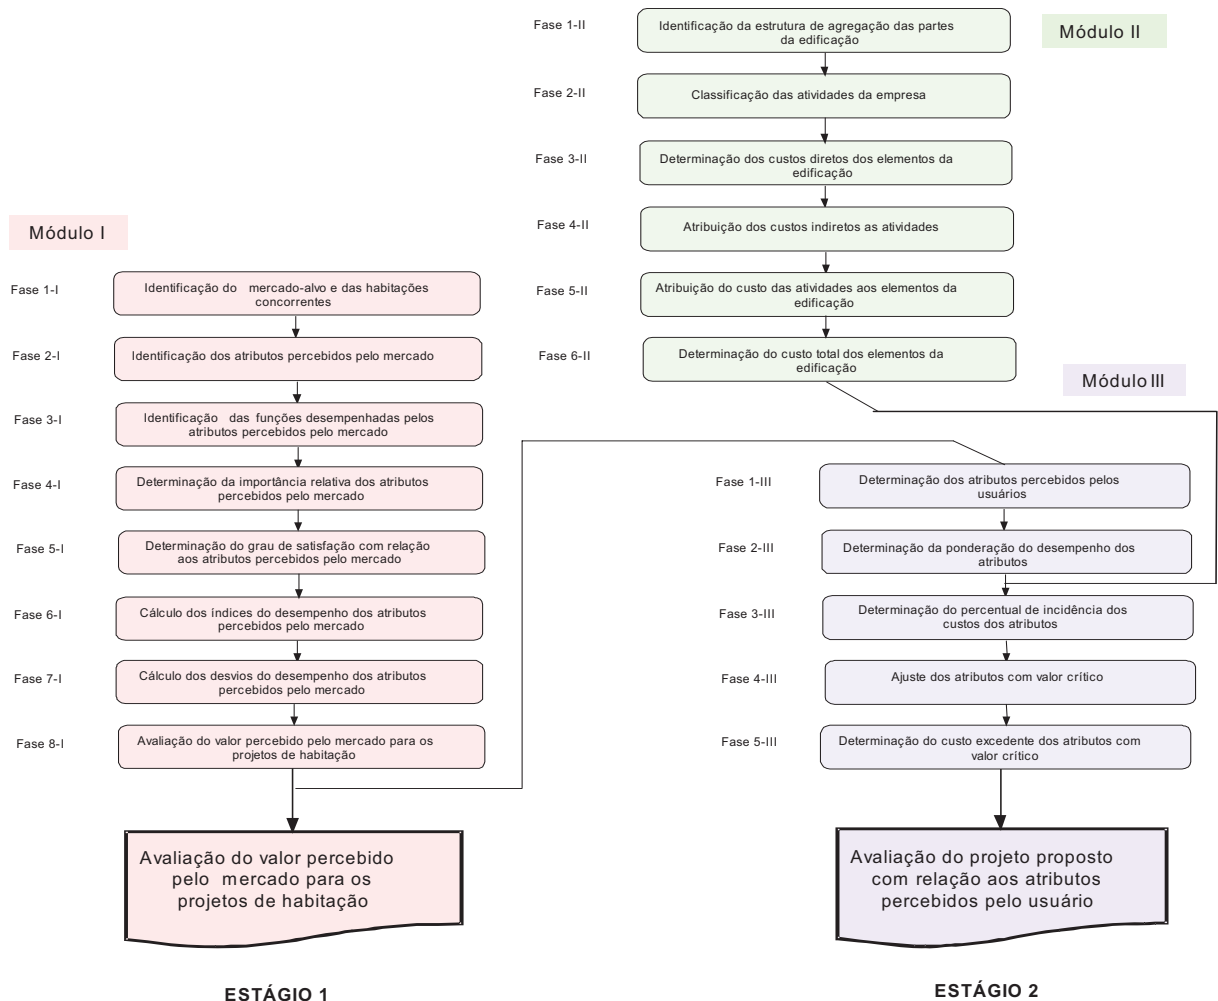 Fase 1-II
Identificação da estrutura de agregação das partes
da edificação
Módulo II
Fase 2-II
Classificação das atividades da empresa
Fase 3-II
Determinação dos custos diretos dos elementos da
edificação
Fase 4-II
Atribuição dos custos indiretos as atividades
Fase 5-II
Atribuição do custo das atividades aos elementos da
edificação
Fase 6-II
Determinação do custo total dos elementos da
edificação
Módulo I
Fase 1-I
Identificação do mercado-alvo e das habitações
concorrentes
Fase 2-I
Identificação dos atributos percebidos pelo mercado
Fase 3-I
Identificação das funções desempenhadas pelos
atributos percebidos pelo mercado
Fase 4-I
Determinação da importância relativa dos atributos
percebidos pelo mercado
Fase 5-I
Determinação do grau de satisfação com relação
aos atributos percebidos pelo mercado
Fase 6-I
Cálculo dos índices do desempenho dos atributos
percebidos pelo mercado
Fase 7-I
Cálculo dos desvios do desempenho dos atributos
percebidos pelo mercado
Fase 8-I
Avaliação do valor percebido pelo mercado para os
projetos de habitação
Avaliação do valor percebido
pelo mercado para os
projetos de habitação
ESTÁGIO 1
Módulo III
Fase 1-III
Determinação dos atributos percebidos pelos
usuários
Fase 2-III
Determinação da ponderação do desempenho dos
atributos
Fase 3-III
Determinação do percentual de incidência dos
custos dos atributos
Fase 4-III
Ajuste dos atributos com valor crítico
Fase 5-III
Determinação do custo excedente dos atributos com
valor crítico
Avaliação do projeto proposto
com relação aos atributos
percebidos pelo usuário
ESTÁGIO 2